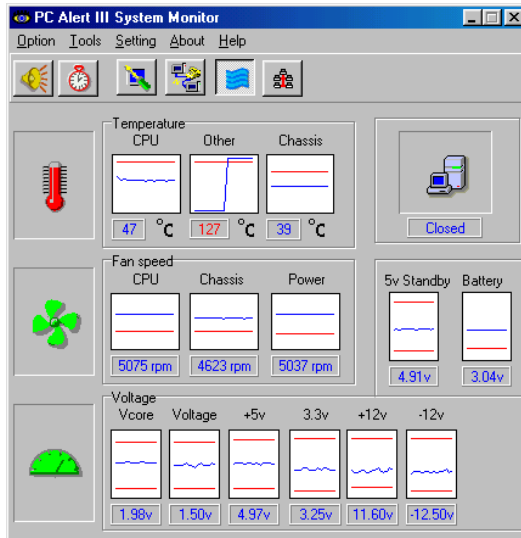 PC Alert III System Monitor
Option Tools Setting About Help
Temperature
CPU Other Chassis
47 °C 127 °C 39 °C
Closed
Fan speed
CPU Chassis Power
5075 rpm 4623 rpm 5037 rpm
5v Standby Battery
4.91v 3.04v
Voltage
Vcore Voltage +5v 3.3v +12v -12v
1.98v 1.50v 4.97v 3.25v 11.60v -12.50v